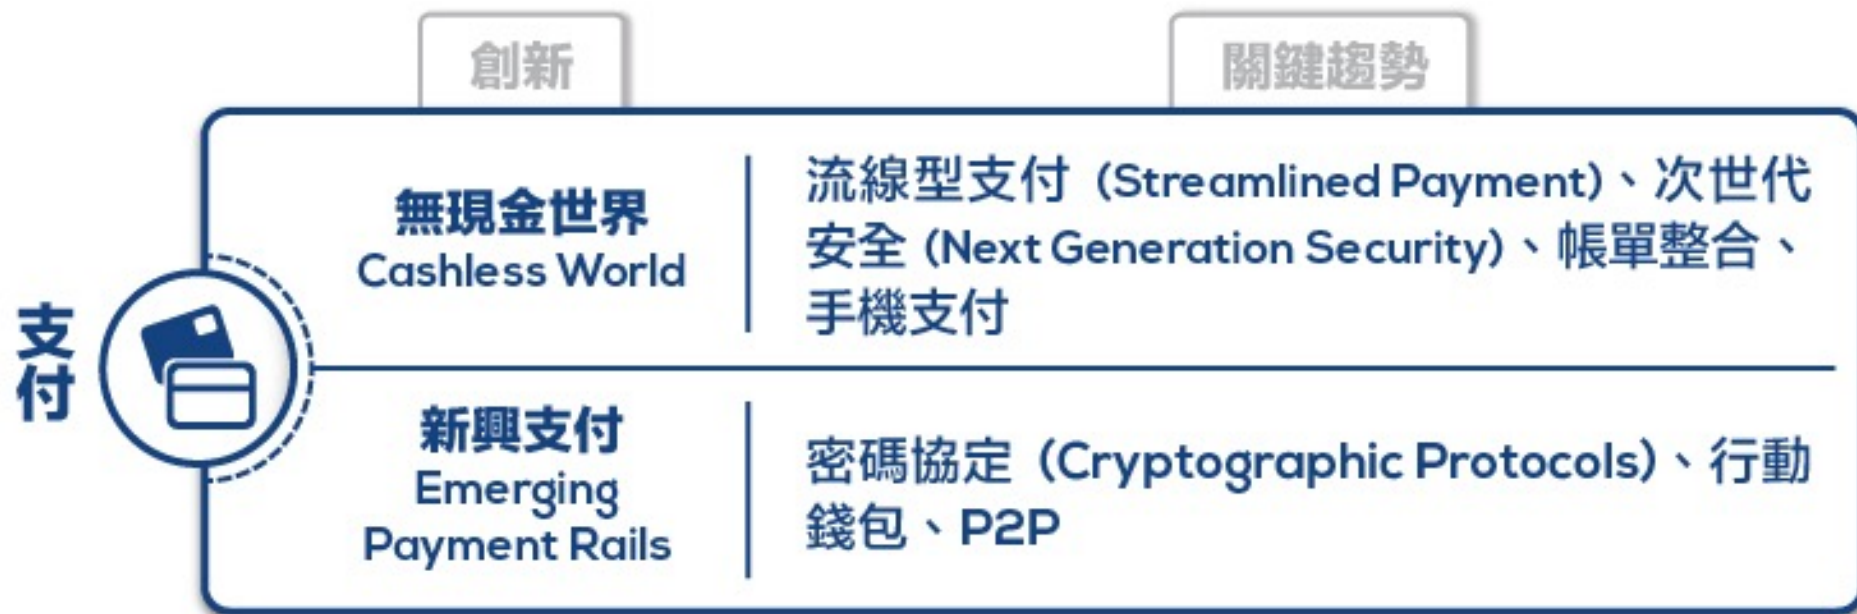 創新
關鍵趨勢
支付
無現金世界
Cashless World
流線型支付 (Streamlined Payment)、次世代
安全 (Next Generation Security)、帳單整合、
手機支付
新興支付
Emerging
Payment Rails
密碼協定 (Cryptographic Protocols)、行動
錢包、P2P